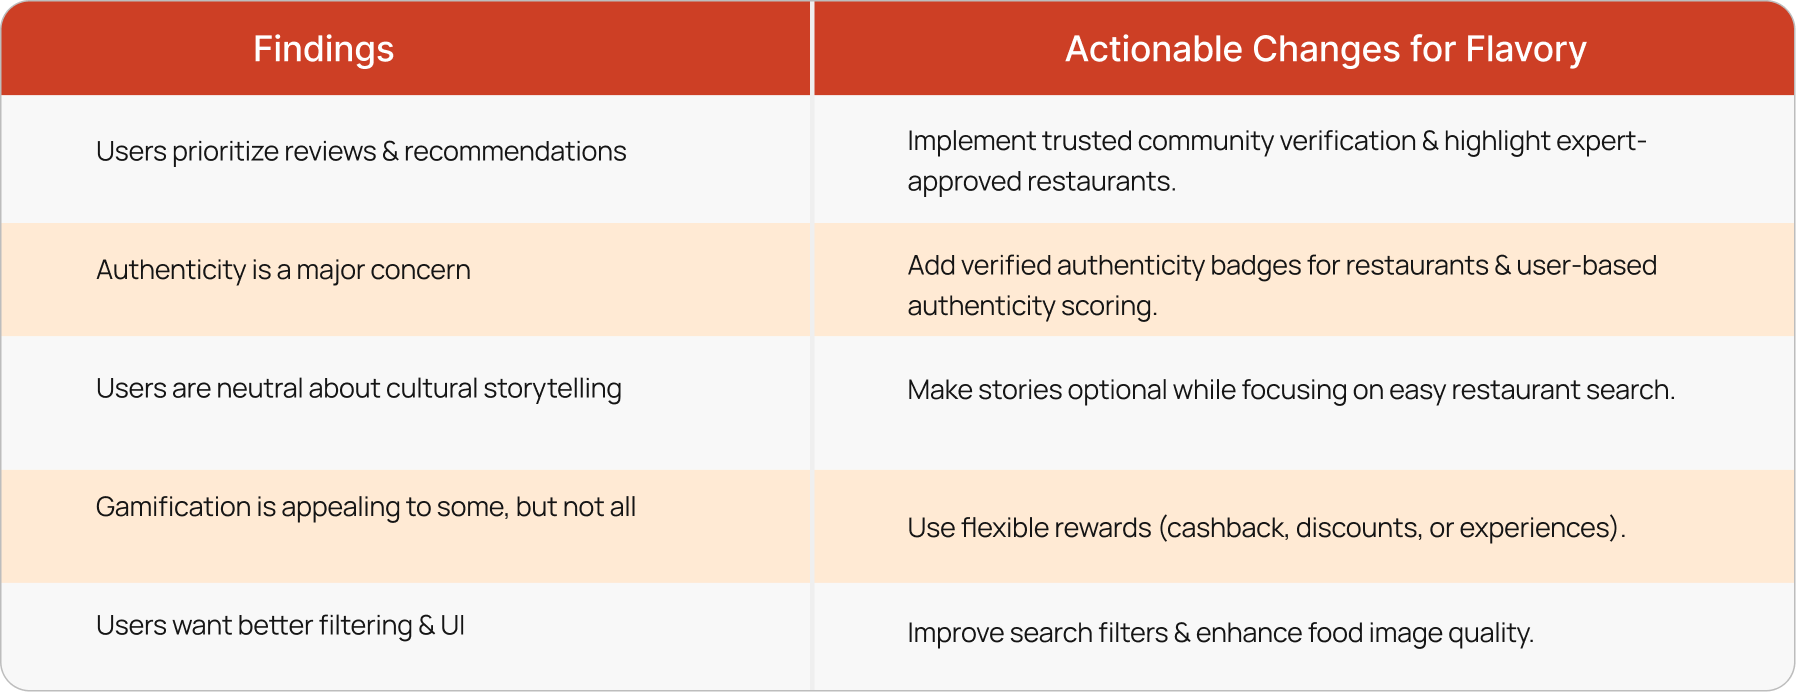 Findings
Actionable Changes for Flavory
Users prioritize reviews & recommendations
Implement trusted community verification & highlight expert-
approved restaurants.
Authenticity is a major concern
Add verified authenticity badges for restaurants & user-based
authenticity scoring.
Users are neutral about cultural storytelling
Make stories optional while focusing on easy restaurant search.
Gamification is appealing to some, but not all
Use flexible rewards (cashback, discounts, or experiences).
Users want better filtering & UI
Improve search filters & enhance food image quality.